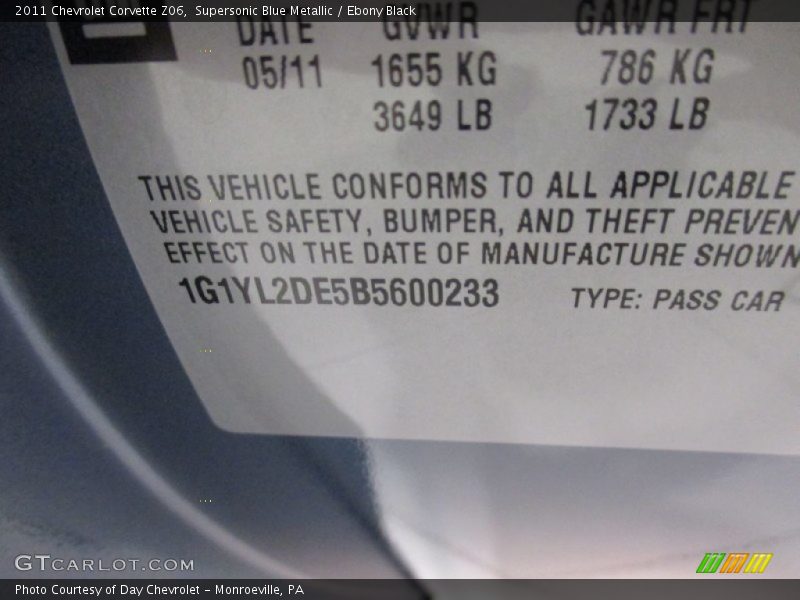 2011 Chevrolet Corvette Z06, Supersonic Blue Metallic / Ebony Black
DATE GVWR GAWR FRT
05/11 1655 KG 786 KG
3649 LB 1733 LB
THIS VEHICLE CONFORMS TO ALL APPLICABLE
VEHICLE SAFETY, BUMPER, AND THEFT PREVEN
EFFECT ON THE DATE OF MANUFACTURE SHOWN
1G1YL2DE5B5600233 TYPE: PASS CAR
GTCARLOT.COM
Photo Courtesy of Day Chevrolet – Monroeville, PA